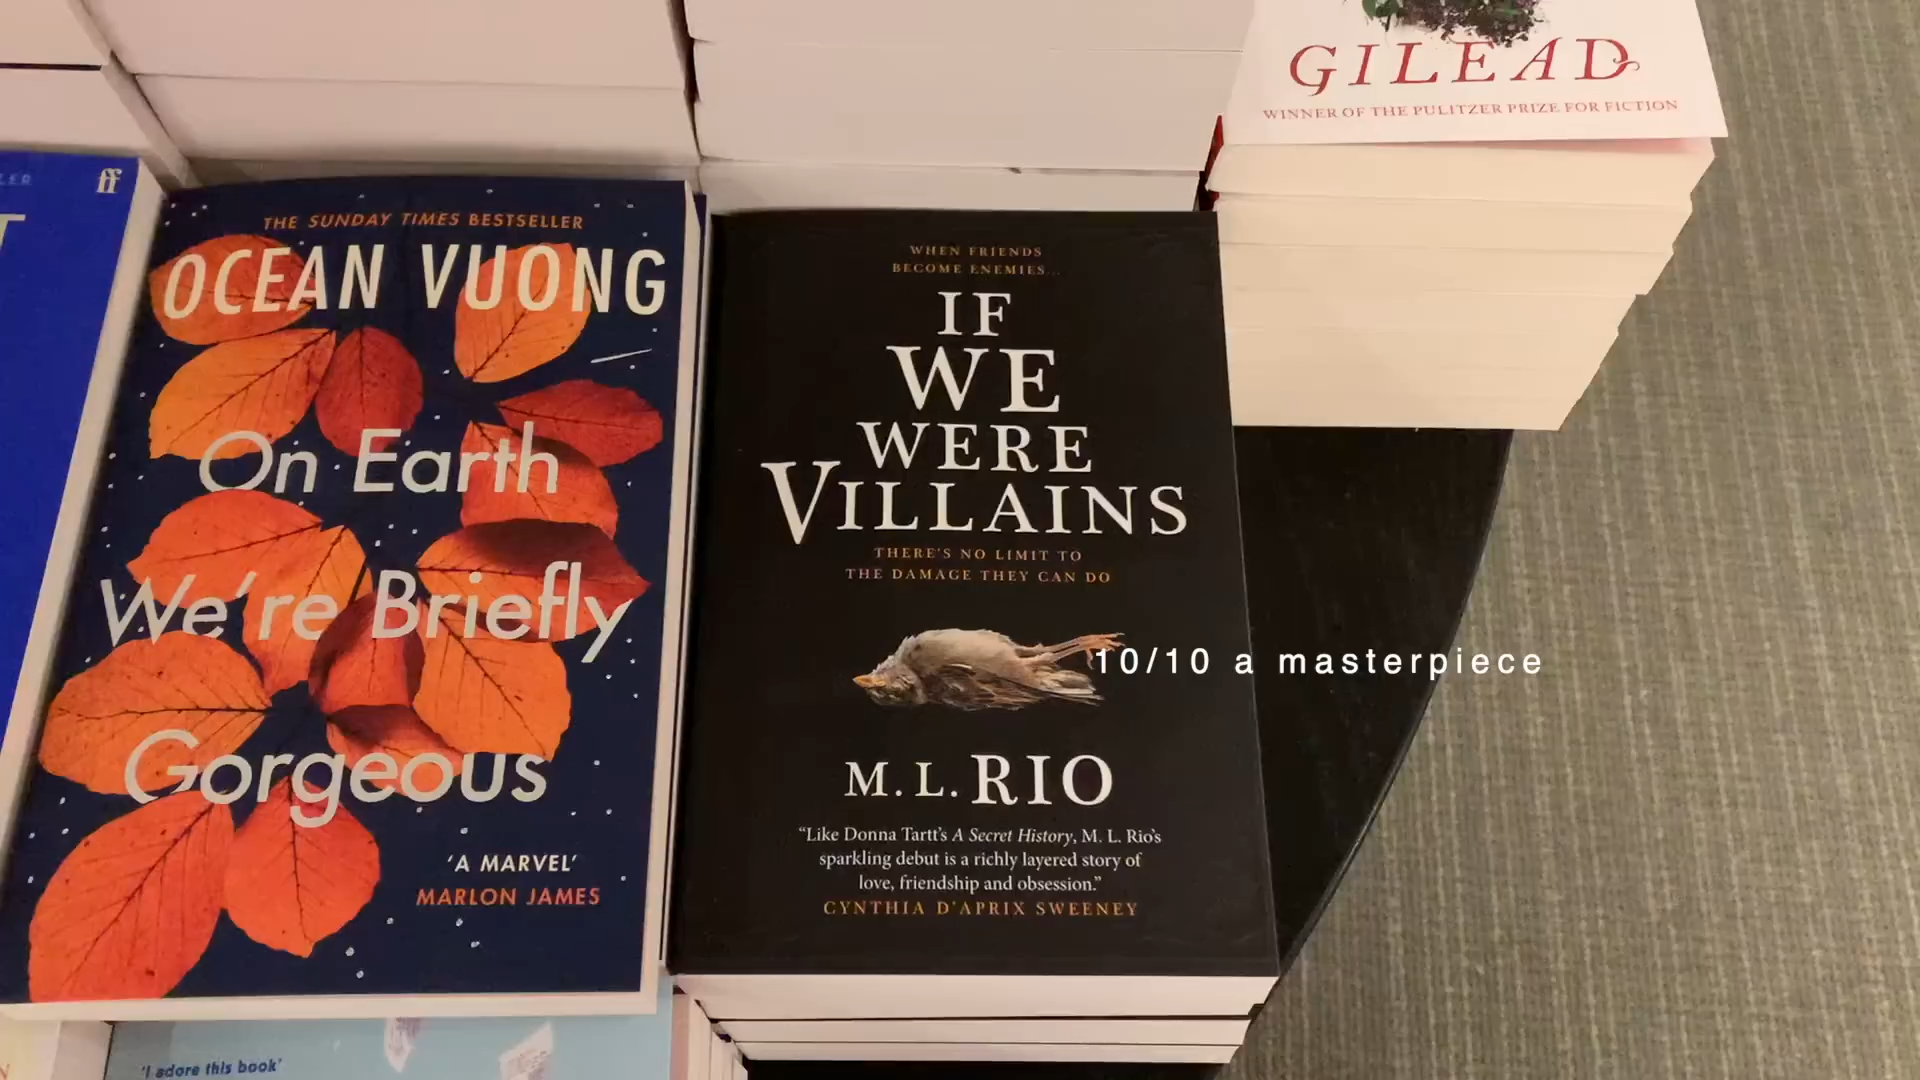 GILEAD
WINNER OF THE PULITZER PRIZE FOR FICTION
ff
THE SUNDAY TIMES BESTSELLER
OCEAN VUONG
On Earth
We're Briefly
Gorgeous
'A MARVEL'
MARLON JAMES
WHEN FRIENDS
BECOME ENEMIES...
IF
WE
WERE
VILLAINS
THERE'S NO LIMIT TO
THE DAMAGE THEY CAN DO
10/10 a masterpiece
M. L. RIO
"Like Donna Tartt's A Secret History, M. L. Rio's
sparkling debut is a richly layered story of
love, friendship and obsession."
CYNTHIA D'APRIX SWEENEY
'I adore this book'